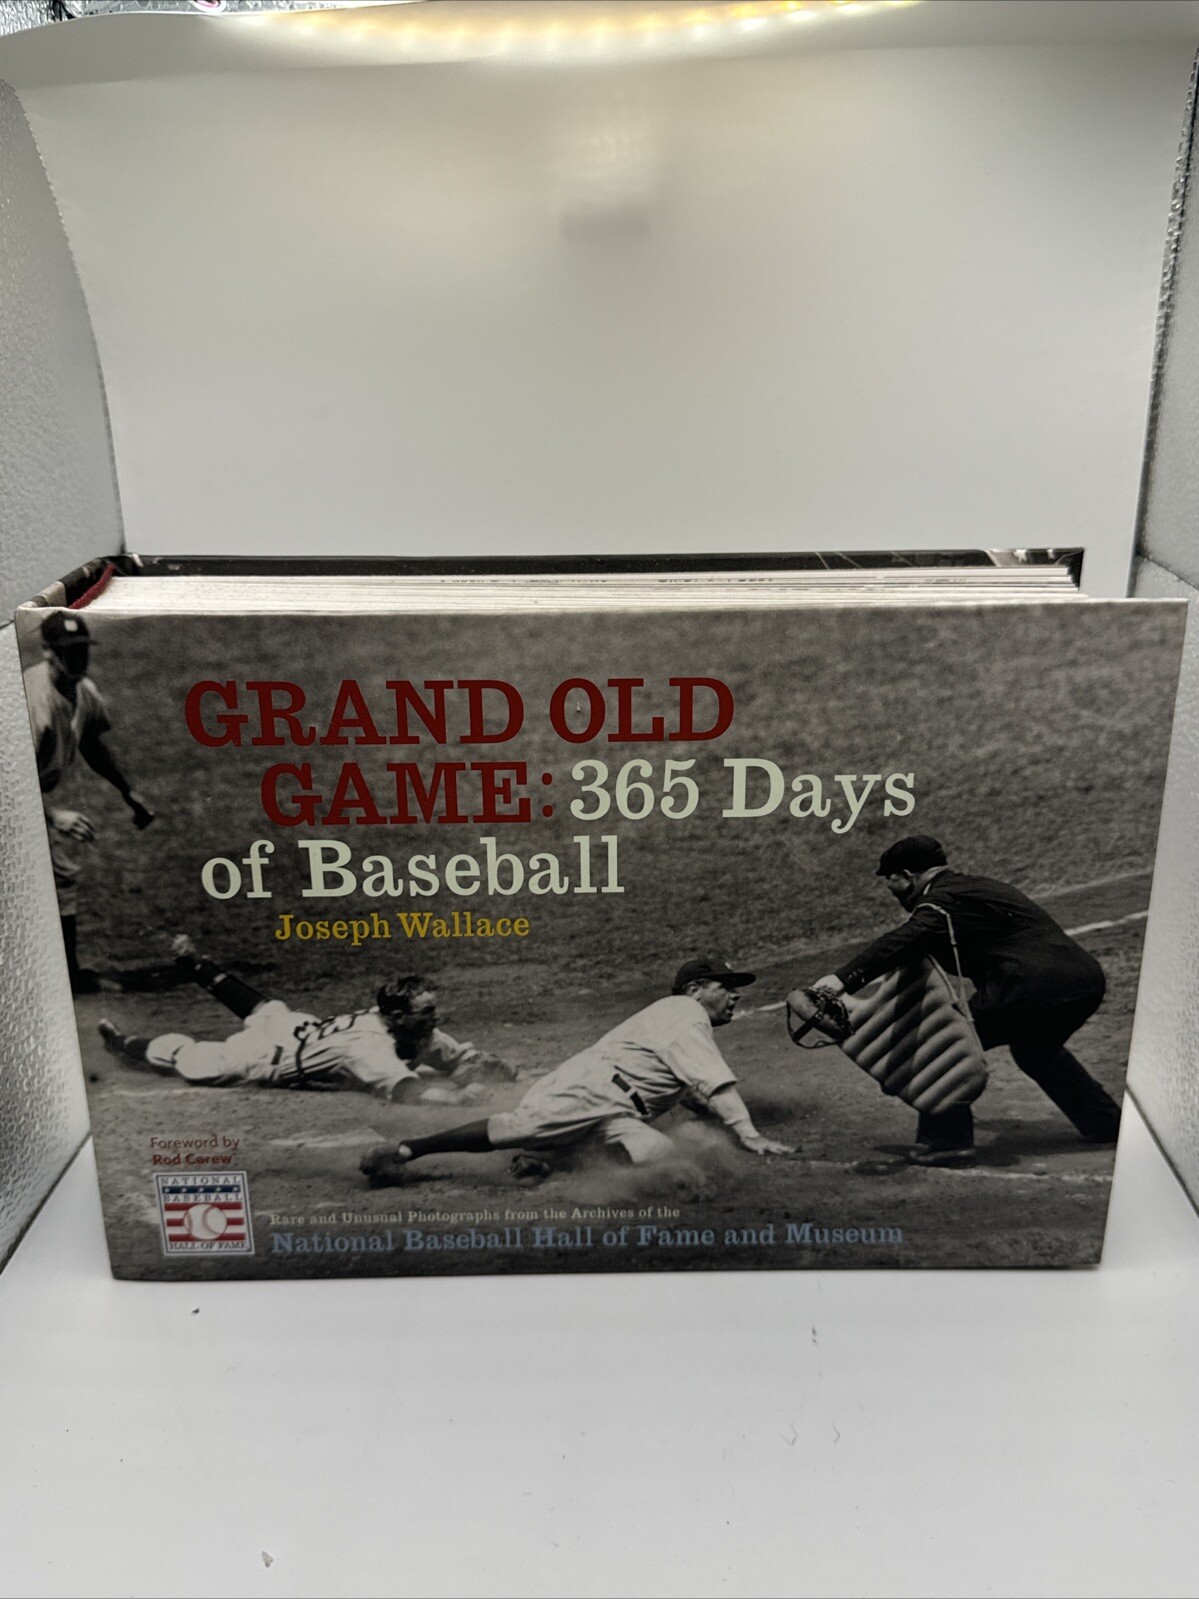 GRAND OLD
GAME: 365 Days
of Baseball
Joseph Wallace
Foreword by
Rod Carew
NATIONAL
BASEBALL
HALL OF FAME
Rare and Unusual Photographs from the Archives of the
National Baseball Hall of Fame and Museum